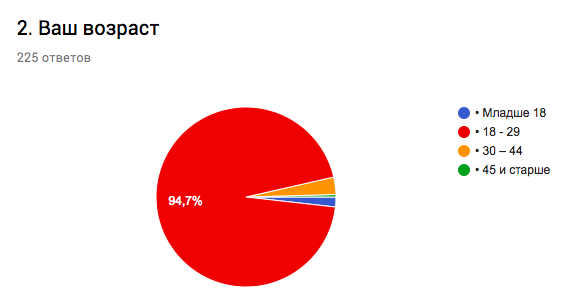 2. Ваш возраст
225 ответов
94,7%
• Младше 18
• 18 - 29
• 30 – 44
• 45 и старше